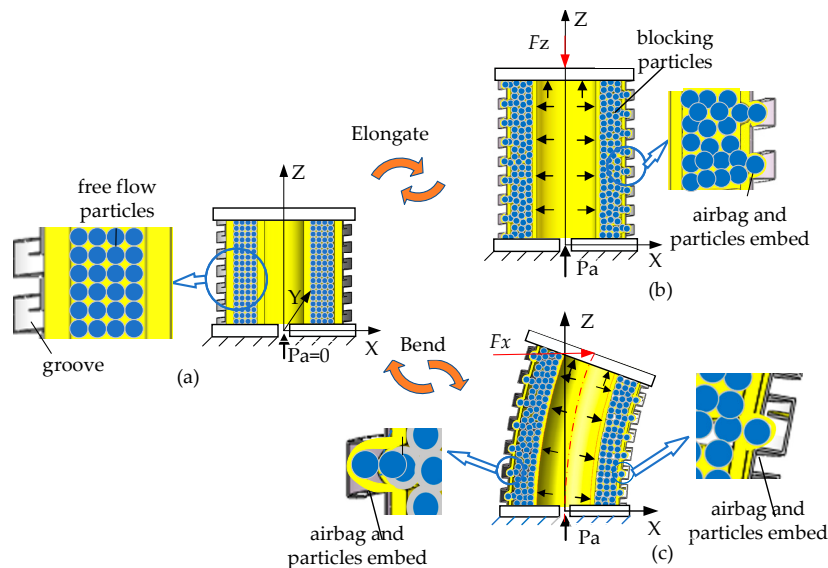 Z
Fz
blocking
particles
airbag and
particles embed
Pa
X
(b)
Elongate
free flow
particles
Z
Y
X
Pa=0
groove
(a)
Bend
Z
Fx
airbag and
particles embed
X
Pa
(c)
airbag and
particles embed